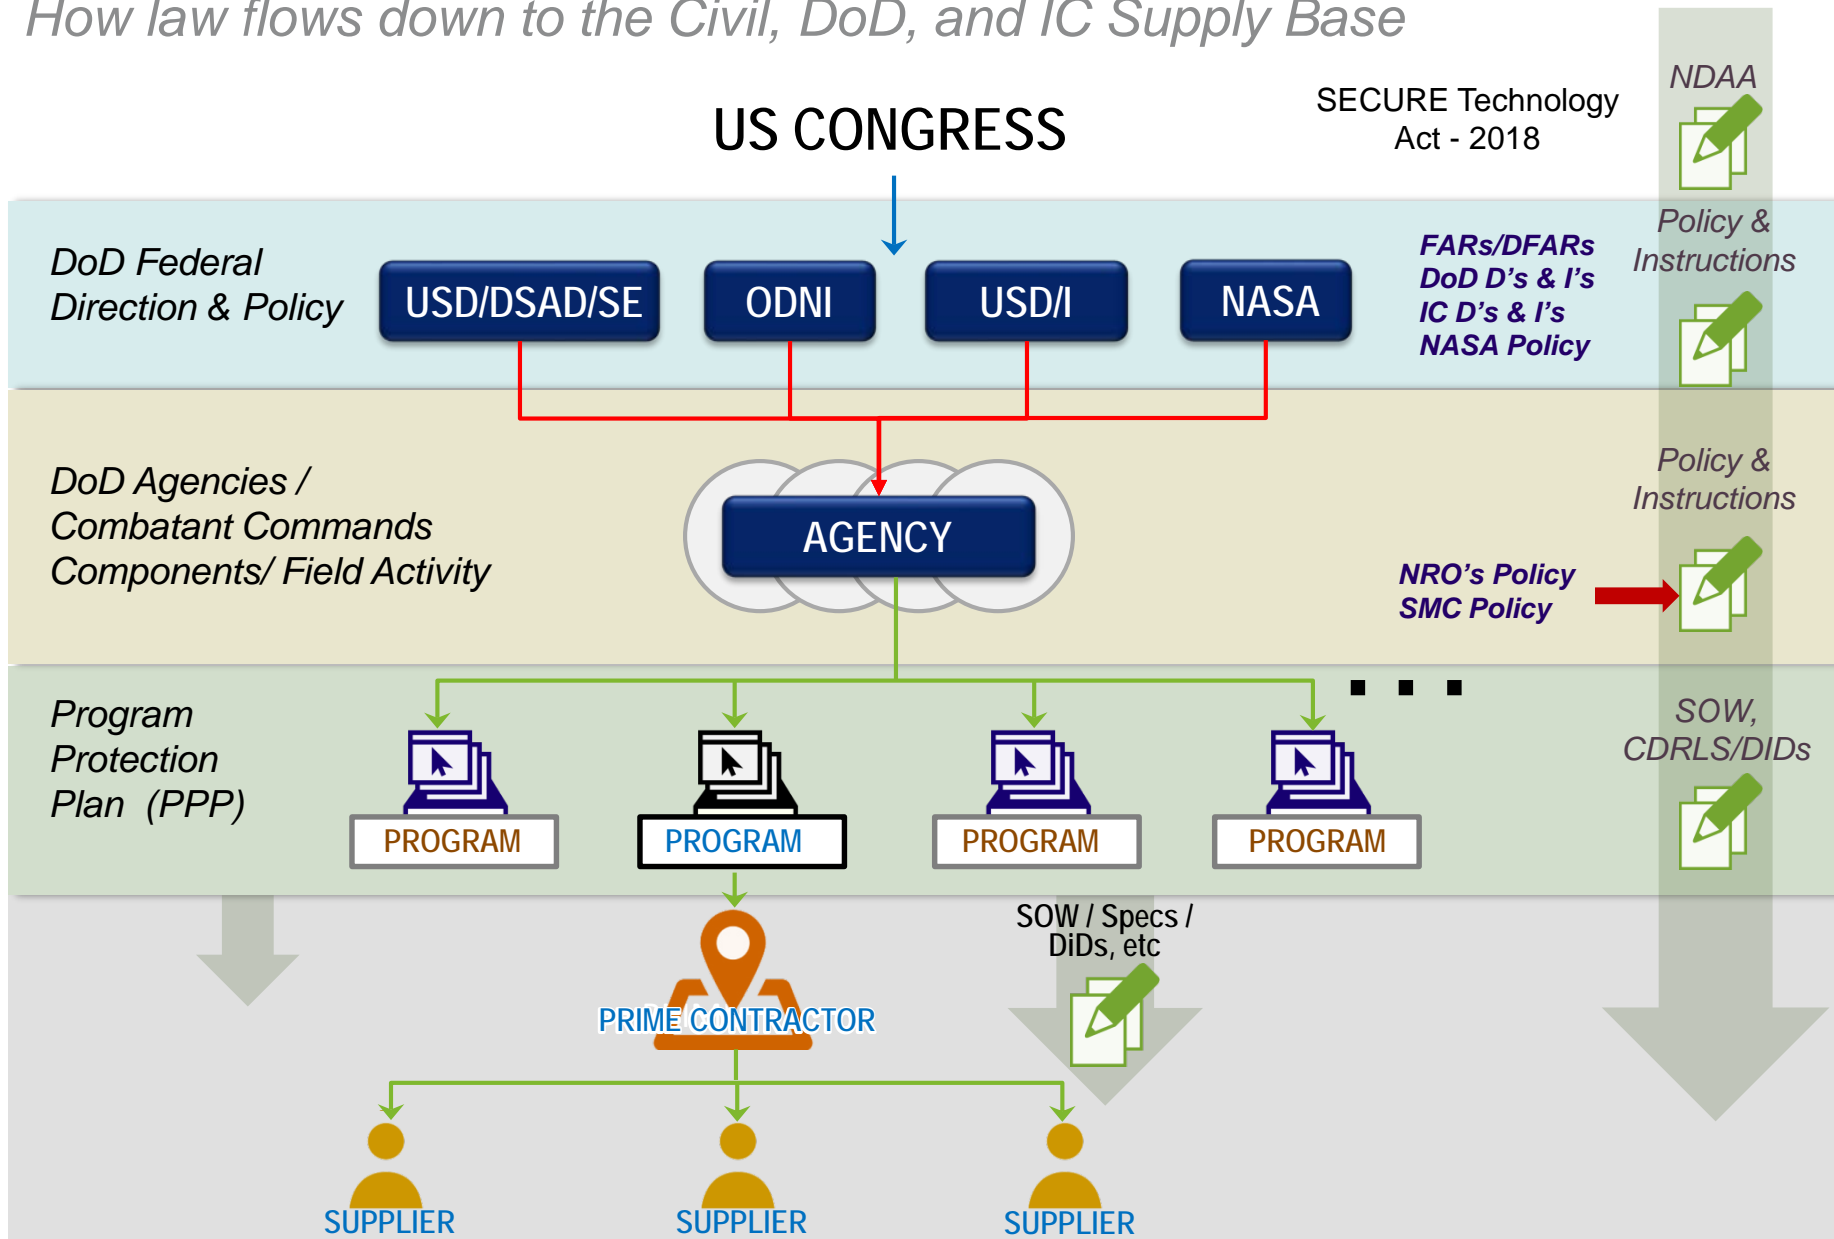 How law flows down to the Civil, DoD, and IC Supply Base
NDAA
SECURE Technology
Act - 2018
US CONGRESS
Policy &
Instructions
DoD Federal
Direction & Policy
USD/DSAD/SE
ODNI
USD/I
NASA
FARs/DFARs
DoD D's & I's
IC D's & I's
NASA Policy
DoD Agencies /
Combatant Commands
Components/ Field Activity
AGENCY
Policy &
Instructions
NRO's Policy
SMC Policy
Program
Protection
Plan (PPP)
. . .
SOW,
CDRLS/DIDs
PROGRAM
PROGRAM
PROGRAM
PROGRAM
SOW / Specs /
DiDs, etc
PRIME CONTRACTOR
SUPPLIER
SUPPLIER
SUPPLIER